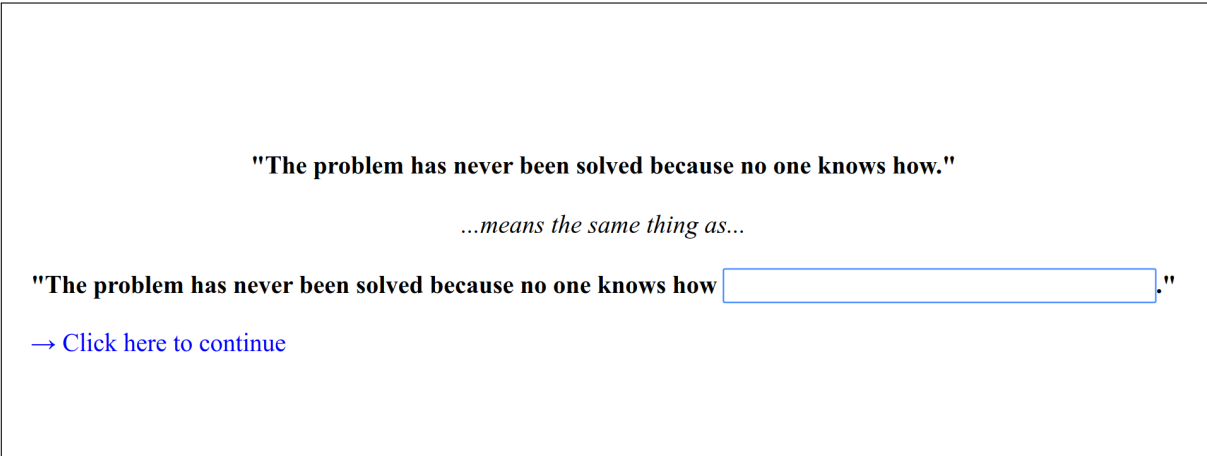 "The problem has never been solved because no one knows how."
...means the same thing as...
"The problem has never been solved because no one knows how ."
→ Click here to continue